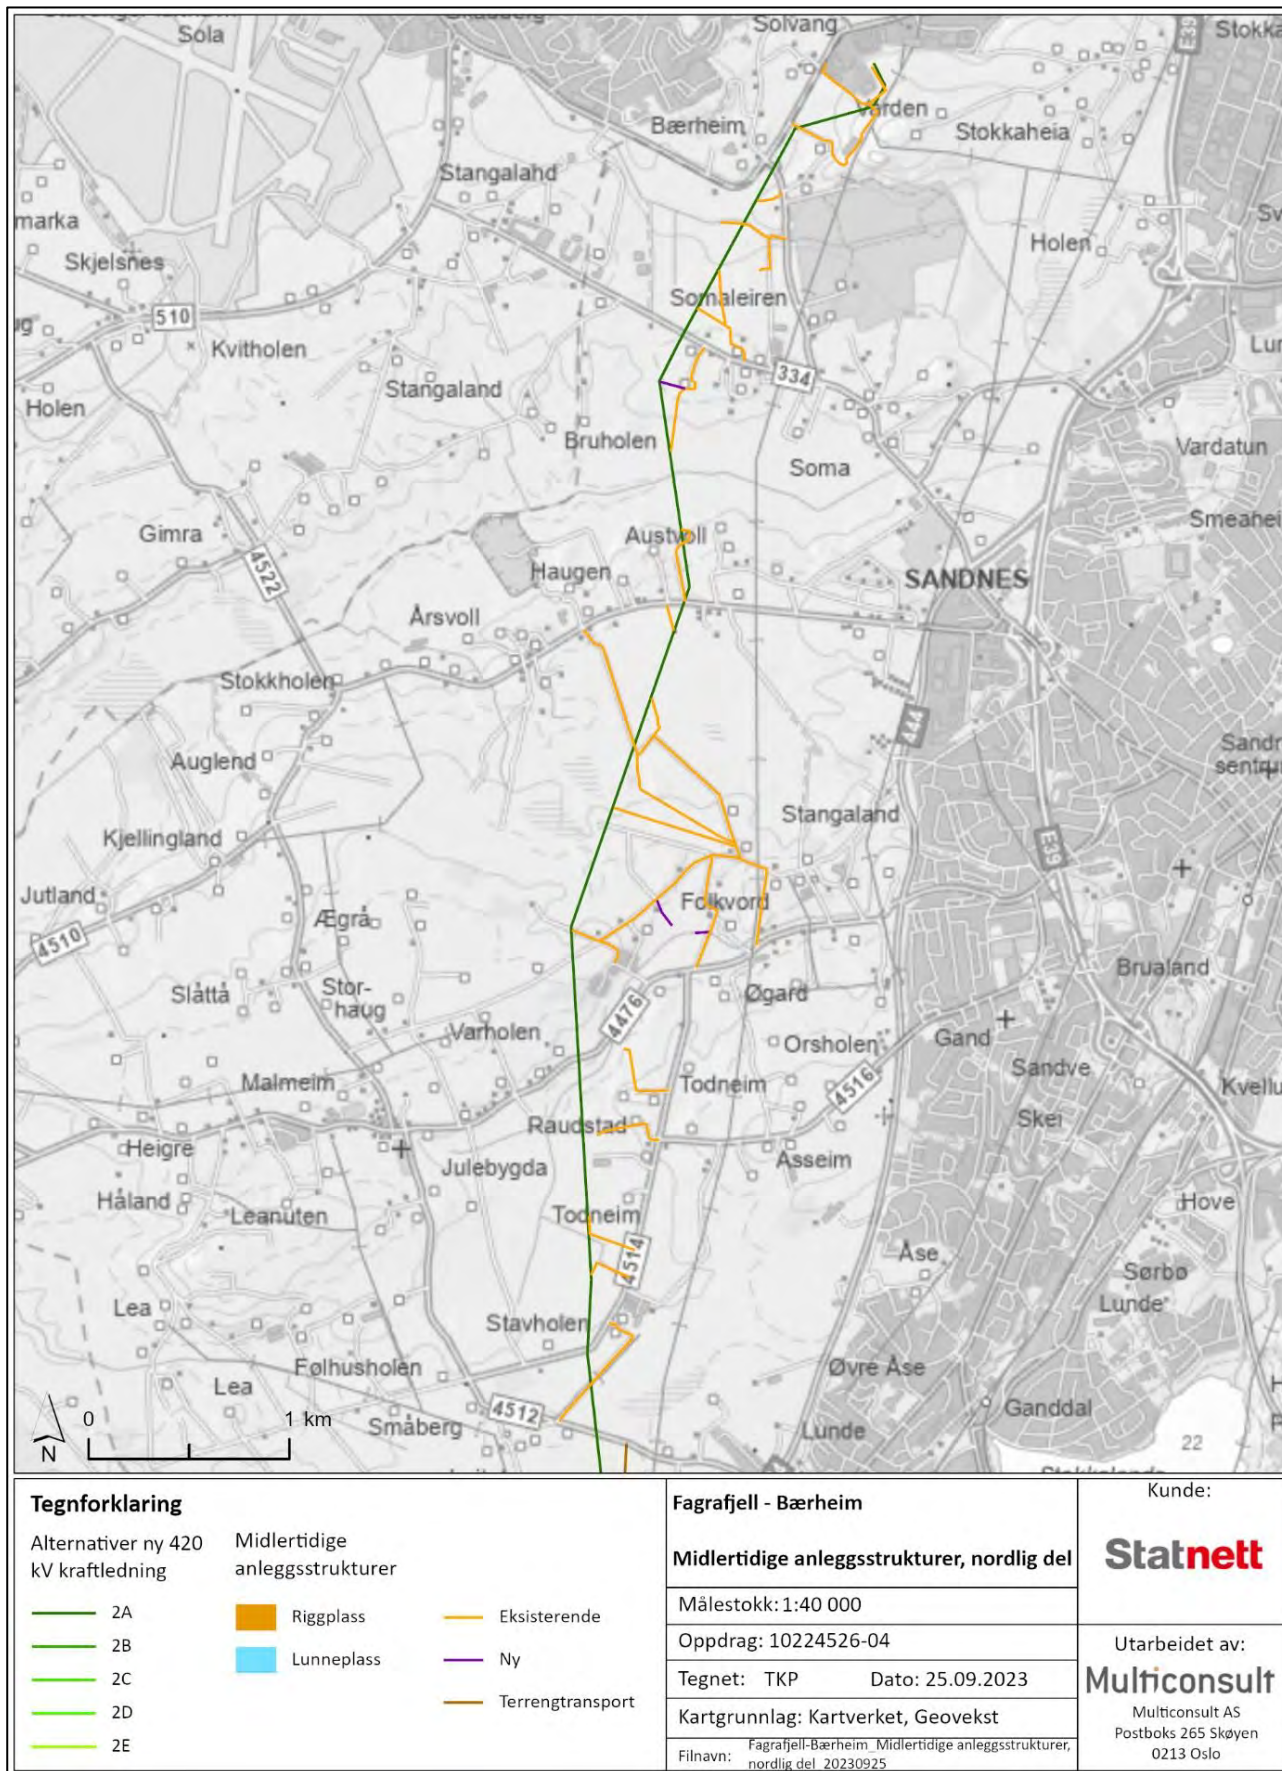 Sola
Solvang
Stokka
E39
Varden
Bærheim
Stokkaheia
Stangaland
marka
Holen
Skjelsnes
Somaleiren
510
Kvitholen
334
Stangaland
Holen
Bruholen
Vardatun
Soma
Gimra
Austvoll
Haugen
4522
SANDNES
Årsvoll
Stokkholen
444
Auglend
Stangaland
Kjellingland
E39
Jutland
Folkvord
Ægrå
4510
Brualand
Slåttå
Stor-
haug
Øgard
4476
Varholen
Orsholen
Gand
Malmeim
Todneim
4516
Sandve
Skei
Raudstad
Heigre
Julebygda
Asseim
Håland
Leanuten
Todneim
Hove
4514
Åse
Sørbø
Lea
Stavholen
Lunde
Følhusholen
Øvre Åse
Lea
Ganddal
0 1 km
4512
Småberg
Lunde
22
N
Tegnforklaring
Alternativer ny 420
kV kraftledning
2A
2B
2C
2D
2E
Midlertidige
anleggsstrukturer
Riggplass
Lunneplass
Eksisterende
Ny
Terrengtransport
Fagrafjell - Bærheim
Midlertidige anleggsstrukturer, nordlig del
Målestokk: 1:40 000
Oppdrag: 10224526-04
Tegnet: TKP Dato: 25.09.2023
Kartgrunnlag: Kartverket, Geovekst
Filnavn: Fagrafjell-Bærheim_Midlertidige anleggsstrukturer,
nordlig del_20230925
Kunde:
Statnett
Utarbeidet av:
Multiconsult
Multiconsult AS
Postboks 265 Skøyen
0213 Oslo